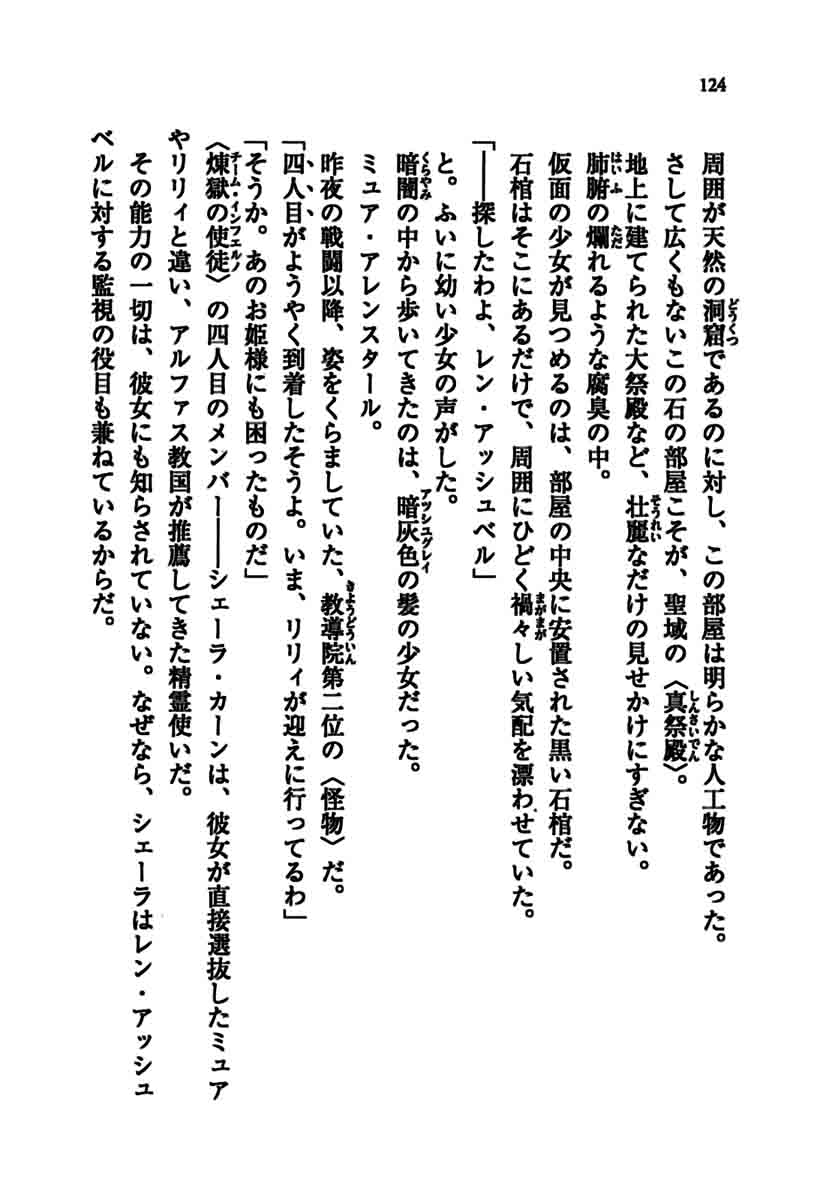 124
周囲が天然の洞窟であるのに対し、この部屋は明らかな人工物であった。
さして広くもないこの石の部屋こそが、聖域の〈真祭殿〉。
地上に建てられた大祭殿など、壮麗なだけの見せかけにすぎない。
肺腑の爛れるような腐臭の中。
仮面の少女が見つめるのは、部屋の中央に安置された黒い石棺だ。
石棺はそこにあるだけで、周囲にひどく禍々しい気配を漂わせていた。
「――探したわよ、レン・アッシュベル」
と。ふいに幼い少女の声がした。
暗闇の中から歩いてきたのは、暗灰色の髪の少女だった。
ミュア・アレンスタール。
昨夜の戦闘以降、姿をくらましていた、教導院第二位の〈怪物〉だ。
「四人目がようやく到着したそうよ。いま、リリィが迎えに行ってるわ」
「そうか。あのお姫様にも困ったものだ」
〈煉獄の使徒〉の四人目のメンバー――シェーラ・カーンは、彼女が直接選抜したミュア
やリリィと違い、アルファス教国が推薦してきた精霊使いだ。
その能力の一切は、彼女にも知らされていない。なぜなら、シェーラはレン・アッシュ
ベルに対する監視の役目も兼ねているからだ。